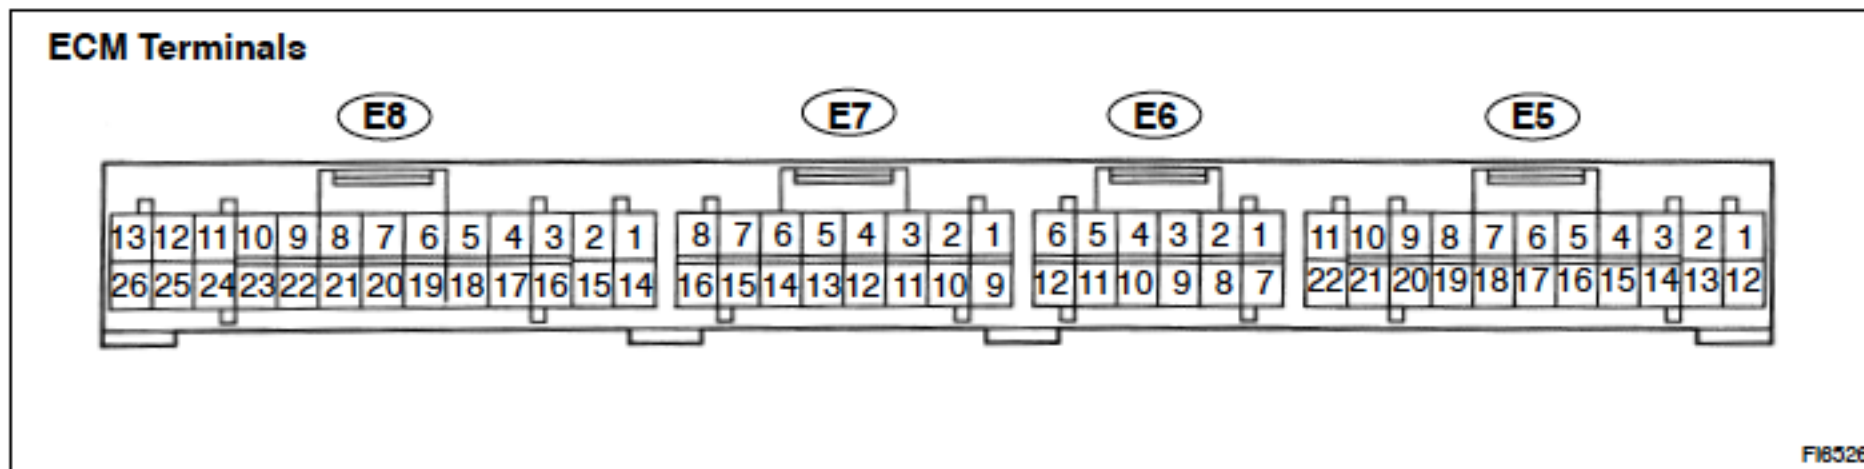 ECM Terminals
E8 E7 E6 E5
13 12 11 10 9 8 7 6 5 4 3 2 1 8 7 6 5 4 3 2 1 6 5 4 3 2 1 11 10 9 8 7 6 5 4 3 2 1
26 25 24 23 22 21 20 19 18 17 16 15 14 16 15 14 13 12 11 10 9 12 11 10 9 8 7 22 21 20 19 18 17 16 15 14 13 12
FI6526